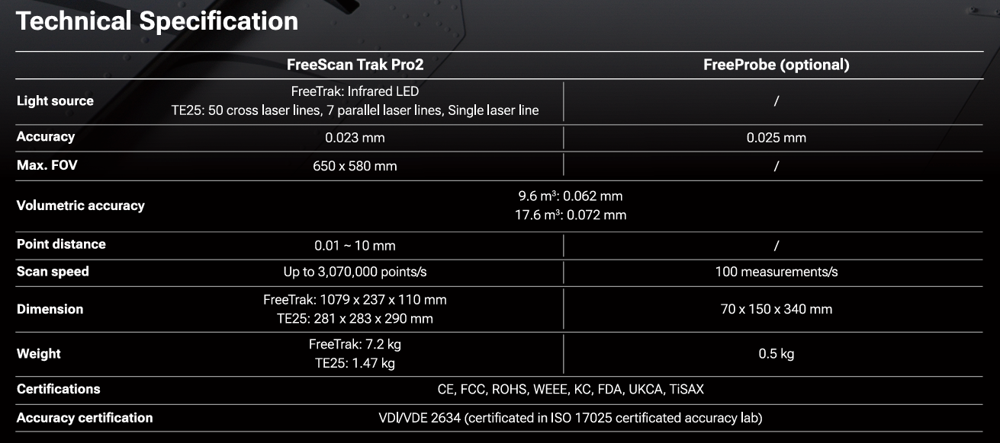 Technical Specification
FreeScan Trak Pro2 FreeProbe (optional)
Light source
FreeTrak: Infrared LED
TE25: 50 cross laser lines, 7 parallel laser lines, Single laser line
/
Accuracy 0.023 mm 0.025 mm
Max. FOV 650 x 580 mm /
Volumetric accuracy
9.6 m³: 0.062 mm
17.6 m³: 0.072 mm
Point distance 0.01 ~ 10 mm /
Scan speed Up to 3,070,000 points/s 100 measurements/s
Dimension
FreeTrak: 1079 x 237 x 110 mm
TE25: 281 x 283 x 290 mm
70 x 150 x 340 mm
Weight
FreeTrak: 7.2 kg
TE25: 1.47 kg
0.5 kg
Certifications CE, FCC, ROHS, WEEE, KC, FDA, UKCA, TiSAX
Accuracy certification VDI/VDE 2634 (certificated in ISO 17025 certificated accuracy lab)